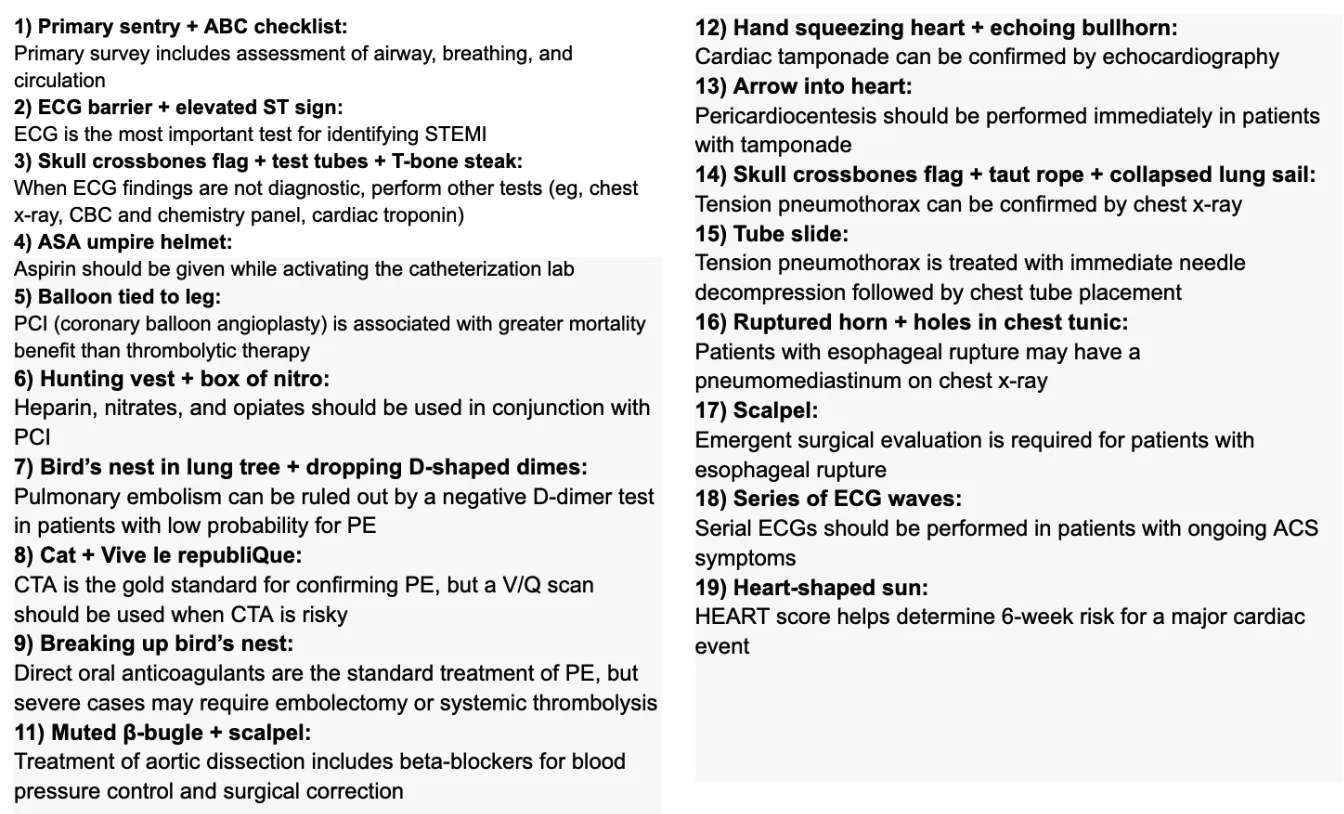 1) Primary sentry + ABC checklist:
Primary survey includes assessment of airway, breathing, and
circulation
2) ECG barrier + elevated ST sign:
ECG is the most important test for identifying STEMI
3) Skull crossbones flag + test tubes + T-bone steak:
When ECG findings are not diagnostic, perform other tests (eg, chest
x-ray, CBC and chemistry panel, cardiac troponin)
4) ASA umpire helmet:
Aspirin should be given while activating the catheterization lab
5) Balloon tied to leg:
PCI (coronary balloon angioplasty) is associated with greater mortality
benefit than thrombolytic therapy
6) Hunting vest + box of nitro:
Heparin, nitrates, and opiates should be used in conjunction with
PCI
7) Bird’s nest in lung tree + dropping D-shaped dimes:
Pulmonary embolism can be ruled out by a negative D-dimer test
in patients with low probability for PE
8) Cat + Vive le republiQue:
CTA is the gold standard for confirming PE, but a V/Q scan
should be used when CTA is risky
9) Breaking up bird’s nest:
Direct oral anticoagulants are the standard treatment of PE, but
severe cases may require embolectomy or systemic thrombolysis
11) Muted β-bugle + scalpel:
Treatment of aortic dissection includes beta-blockers for blood
pressure control and surgical correction
12) Hand squeezing heart + echoing bullhorn:
Cardiac tamponade can be confirmed by echocardiography
13) Arrow into heart:
Pericardiocentesis should be performed immediately in patients
with tamponade
14) Skull crossbones flag + taut rope + collapsed lung sail:
Tension pneumothorax can be confirmed by chest x-ray
15) Tube slide:
Tension pneumothorax is treated with immediate needle
decompression followed by chest tube placement
16) Ruptured horn + holes in chest tunic:
Patients with esophageal rupture may have a
pneumomediastinum on chest x-ray
17) Scalpel:
Emergent surgical evaluation is required for patients with
esophageal rupture
18) Series of ECG waves:
Serial ECGs should be performed in patients with ongoing ACS
symptoms
19) Heart-shaped sun:
HEART score helps determine 6-week risk for a major cardiac
event